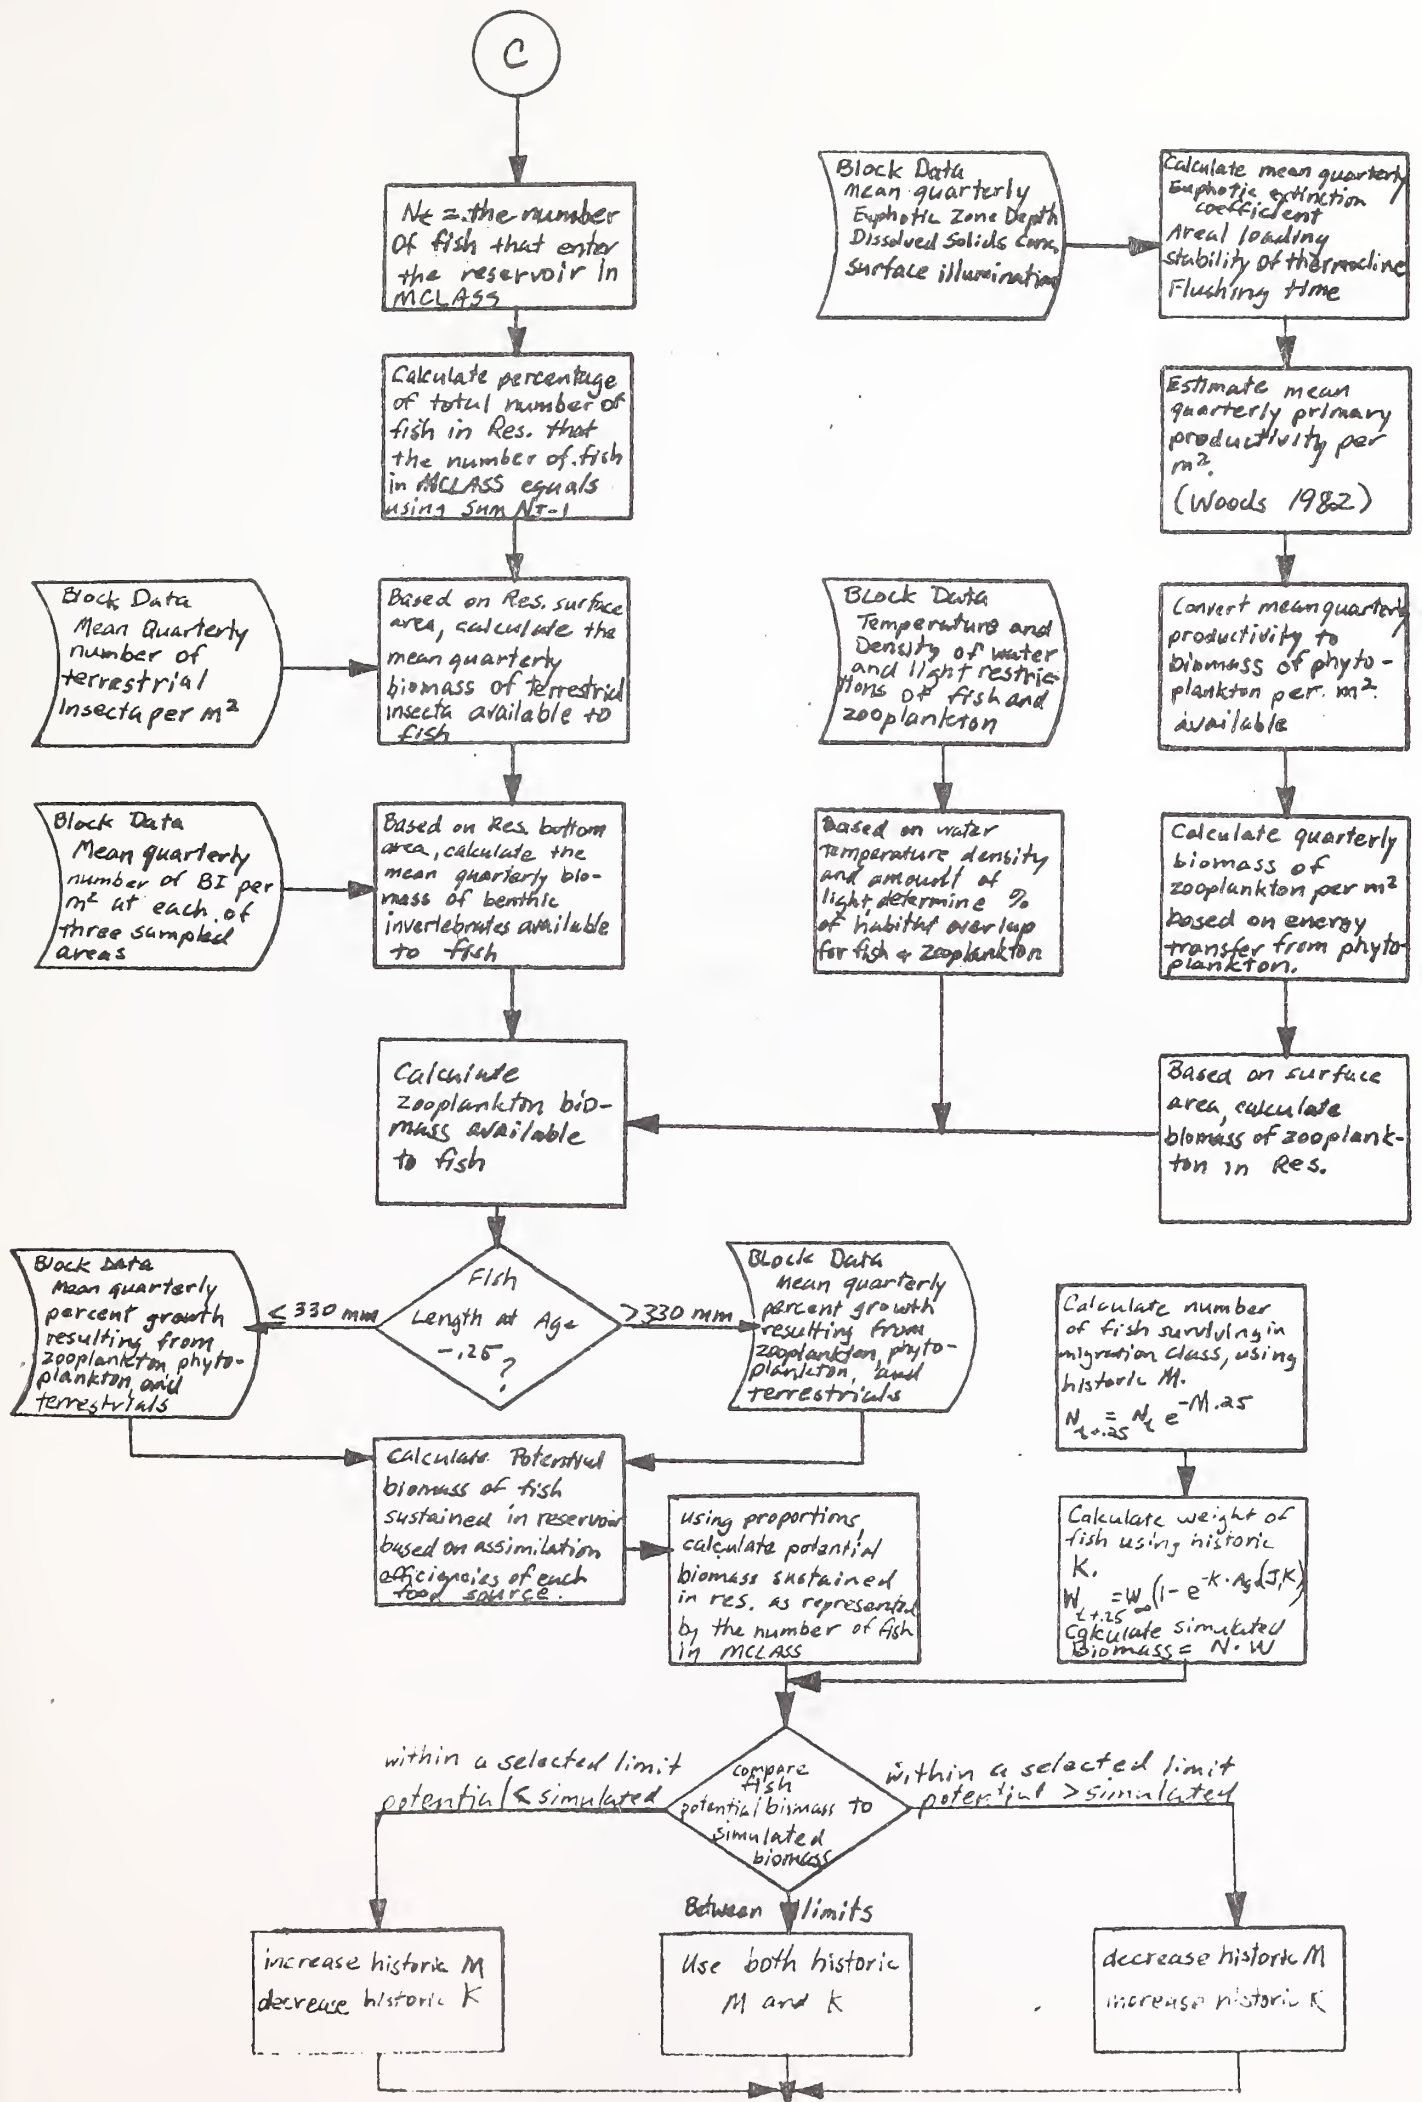 C
Nt = the number
of fish that enter
the reservoir in
MCLASS
Calculate percentage
of total number of
fish in Res. that
the number of fish
in MCLASS equals
using Sum NT-1
Block Data
Mean Quarterly
number of
terrestrial
Insecta per m²
Based on Res. surface
area, calculate the
mean quarterly
biomass of terrestrial
insecta available to
fish
Block Data
Mean quarterly
number of BI per
m² at each of
three sampled
areas
Based on Res. bottom
area, calculate the
mean quarterly bio-
mass of benthic
invertebrates available
to fish
Block Data
mean quarterly
Euphotic Zone Depth
Dissolved Solids Conc.
surface illumination
Calculate mean quarterly
Euphotic extinction
coefficient
Areal loading
stability of thermocline
Flushing time
Estimate mean
quarterly primary
productivity per
m².
(Woods 1982)
Block Data
Temperature and
Density of water
and light restric-
tions of fish and
zooplankton
Convert mean quarterly
productivity to
biomass of phyto-
plankton per m²
available
Based on water
temperature density
and amount of
light, determine %
of habitat overlap
for fish & zooplankton
Calculate quarterly
biomass of
zooplankton per m²
based on energy
transfer from phyto-
plankton.
Calculate
zooplankton bio-
mass available
to fish
Based on surface
area, calculate
biomass of zooplank-
ton in Res.
Block Data
Mean quarterly
percent growth
resulting from
zooplankton, phyto-
plankton, and
terrestrials
≤ 330 mm
Fish
Length at Age
-.25
?
>330 mm
Block Data
Mean quarterly
percent growth
resulting from
zooplankton, phyto-
plankton, and
terrestrials
Calculate Potential
biomass of fish
sustained in reservoir
based on assimilation
efficiencies of each
food source.
using proportions,
calculate potential
biomass sustained
in res. as represented
by the number of fish
in MCLASS
Calculate number
of fish surviving in
migration class, using
historic M.
N t+.25 = Nt e^-M.25
Calculate weight of
fish using historic
K.
W t+.25 = W∞ (1 - e^-K·Age(J,K))
Calculate simulated
Biomass = N·W
within a selected limit
potential < simulated
compare
fish
potential biomass to
simulated
biomass
within a selected limit
potential > simulated
Between limits
increase historic M
decrease historic K
Use both historic
M and K
decrease historic M
increase historic K